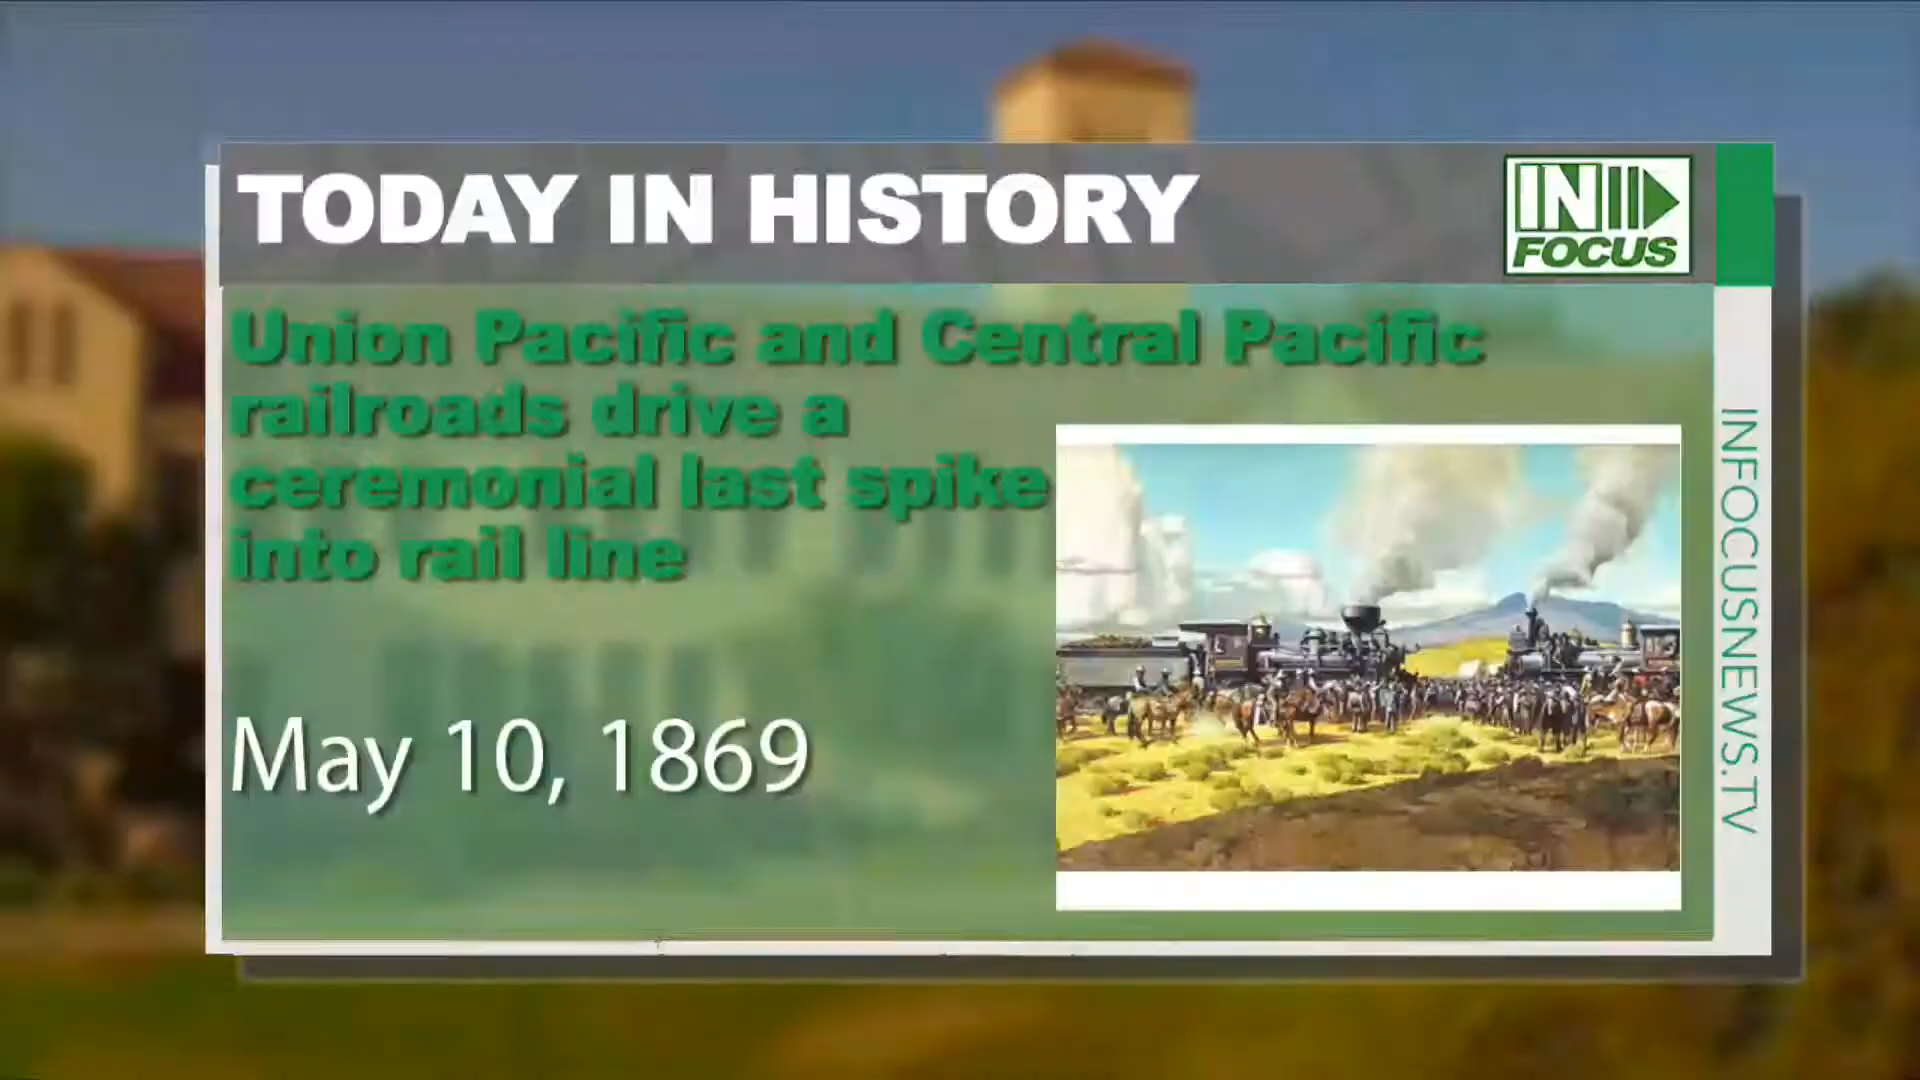 TODAY IN HISTORY
IN
FOCUS
Union Pacific and Central Pacific
railroads drive a
ceremonial last spike
into rail line
May 10, 1869
INFOCUSNEWS.TV